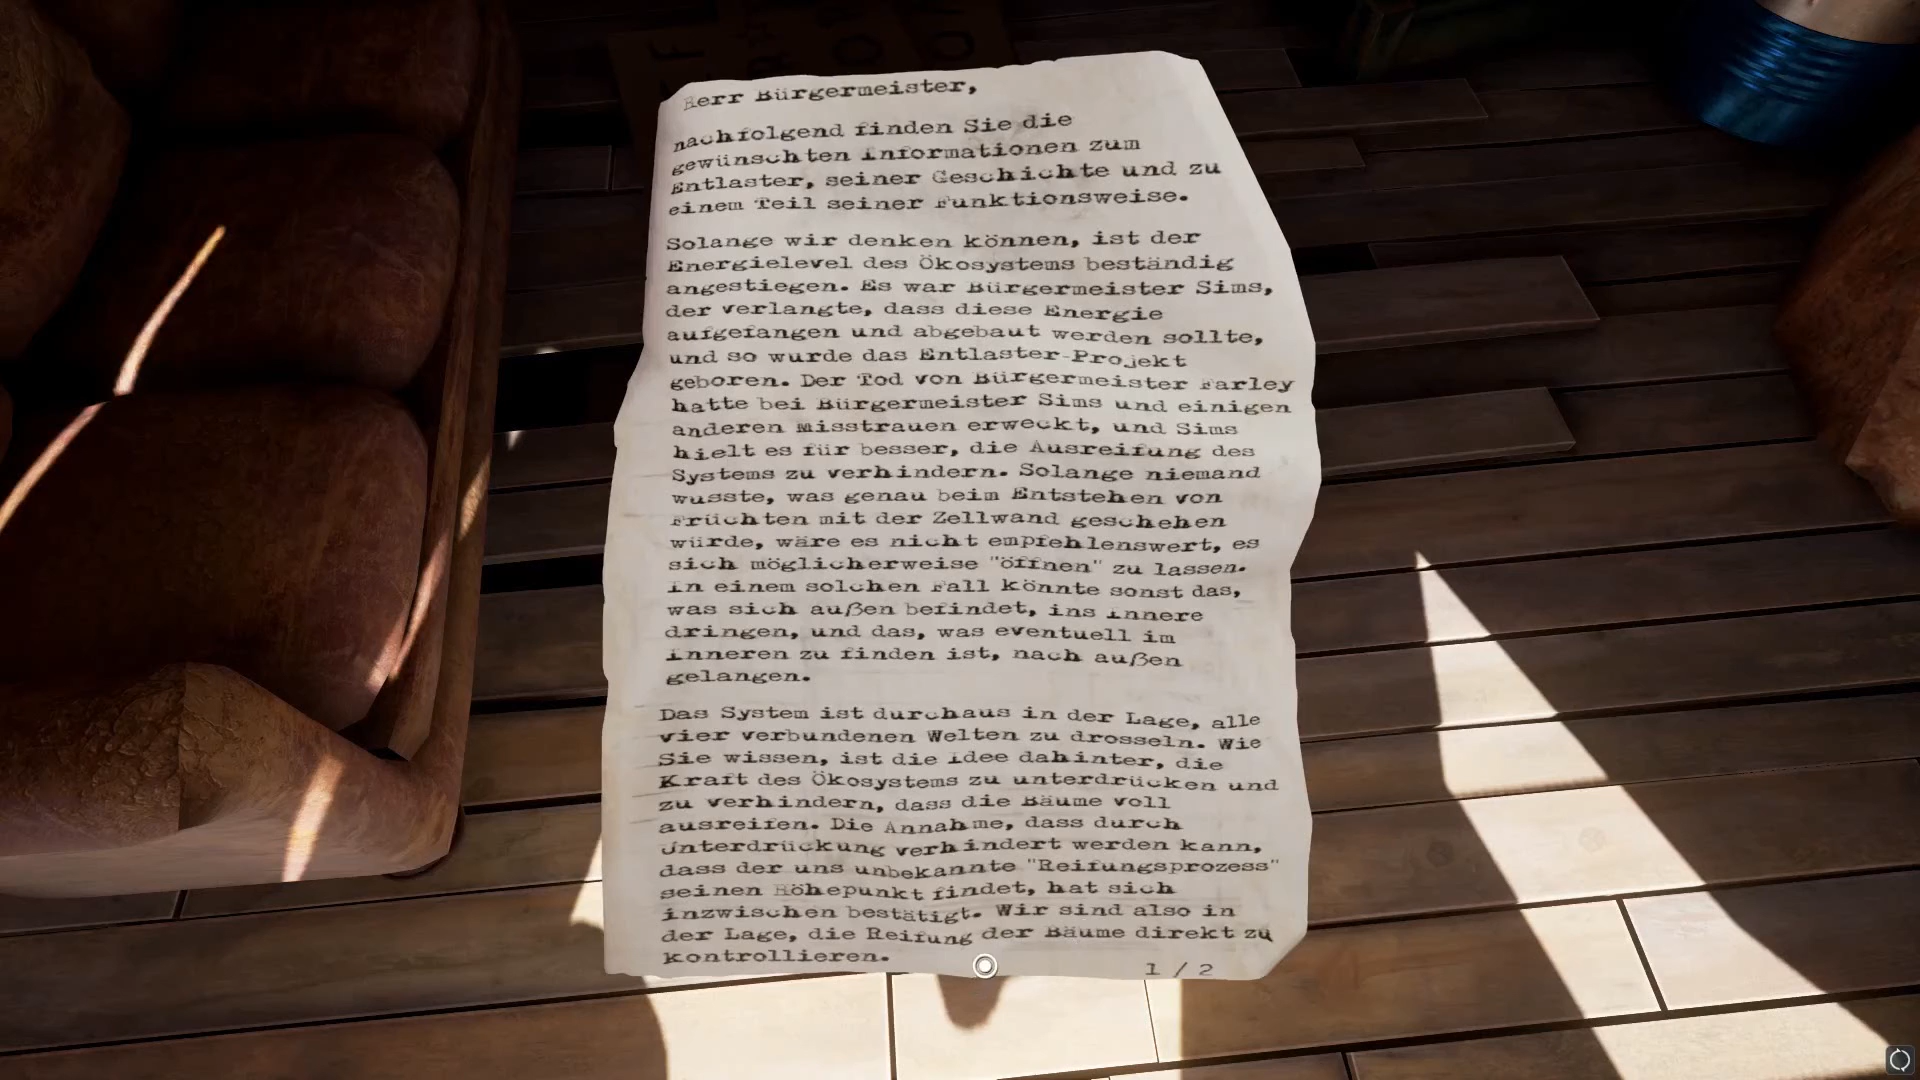 Herr Bürgermeister,
nachfolgend finden Sie die
gewünschten Informationen zum
Entlaster, seiner Geschichte und zu
einem Teil seiner Funktionsweise.
Solange wir denken können, ist der
Energielevel des Ökosystems beständig
angestiegen. Es war Bürgermeister Sims,
der verlangte, dass diese Energie
aufgefangen und abgebaut werden sollte,
und so wurde das Entlaster-Projekt
geboren. Der Tod von Bürgermeister Farley
hatte bei Bürgermeister Sims und einigen
anderen Misstrauen erweckt, und Sims
hielt es für besser, die Ausreifung des
Systems zu verhindern. Solange niemand
wusste, was genau beim Entstehen von
Früchten mit der Zellwand geschehen
würde, wäre es nicht empfehlenswert, es
sich möglicherweise "öffnen" zu lassen.
In einem solchen Fall könnte sonst das,
was sich außen befindet, ins Innere
dringen, und das, was eventuell im
Inneren zu finden ist, nach außen
gelangen.
Das System ist durchaus in der Lage, alle
vier verbundenen Welten zu drosseln. Wie
Sie wissen, ist die Idee dahinter, die
Kraft des Ökosystems zu unterdrücken und
zu verhindern, dass die Bäume voll
ausreifen. Die Annahme, dass durch
Unterdrückung verhindert werden kann,
dass der uns unbekannte "Reifungsprozess"
seinen Höhepunkt findet, hat sich
inzwischen bestätigt. Wir sind also in
der Lage, die Reifung der Bäume direkt zu
kontrollieren.
1 / 2